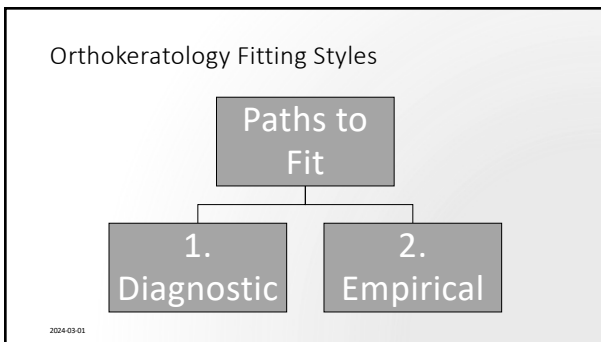 Orthokeratology Fitting Styles
Paths to
Fit
1.
Diagnostic
2.
Empirical
2024-03-01